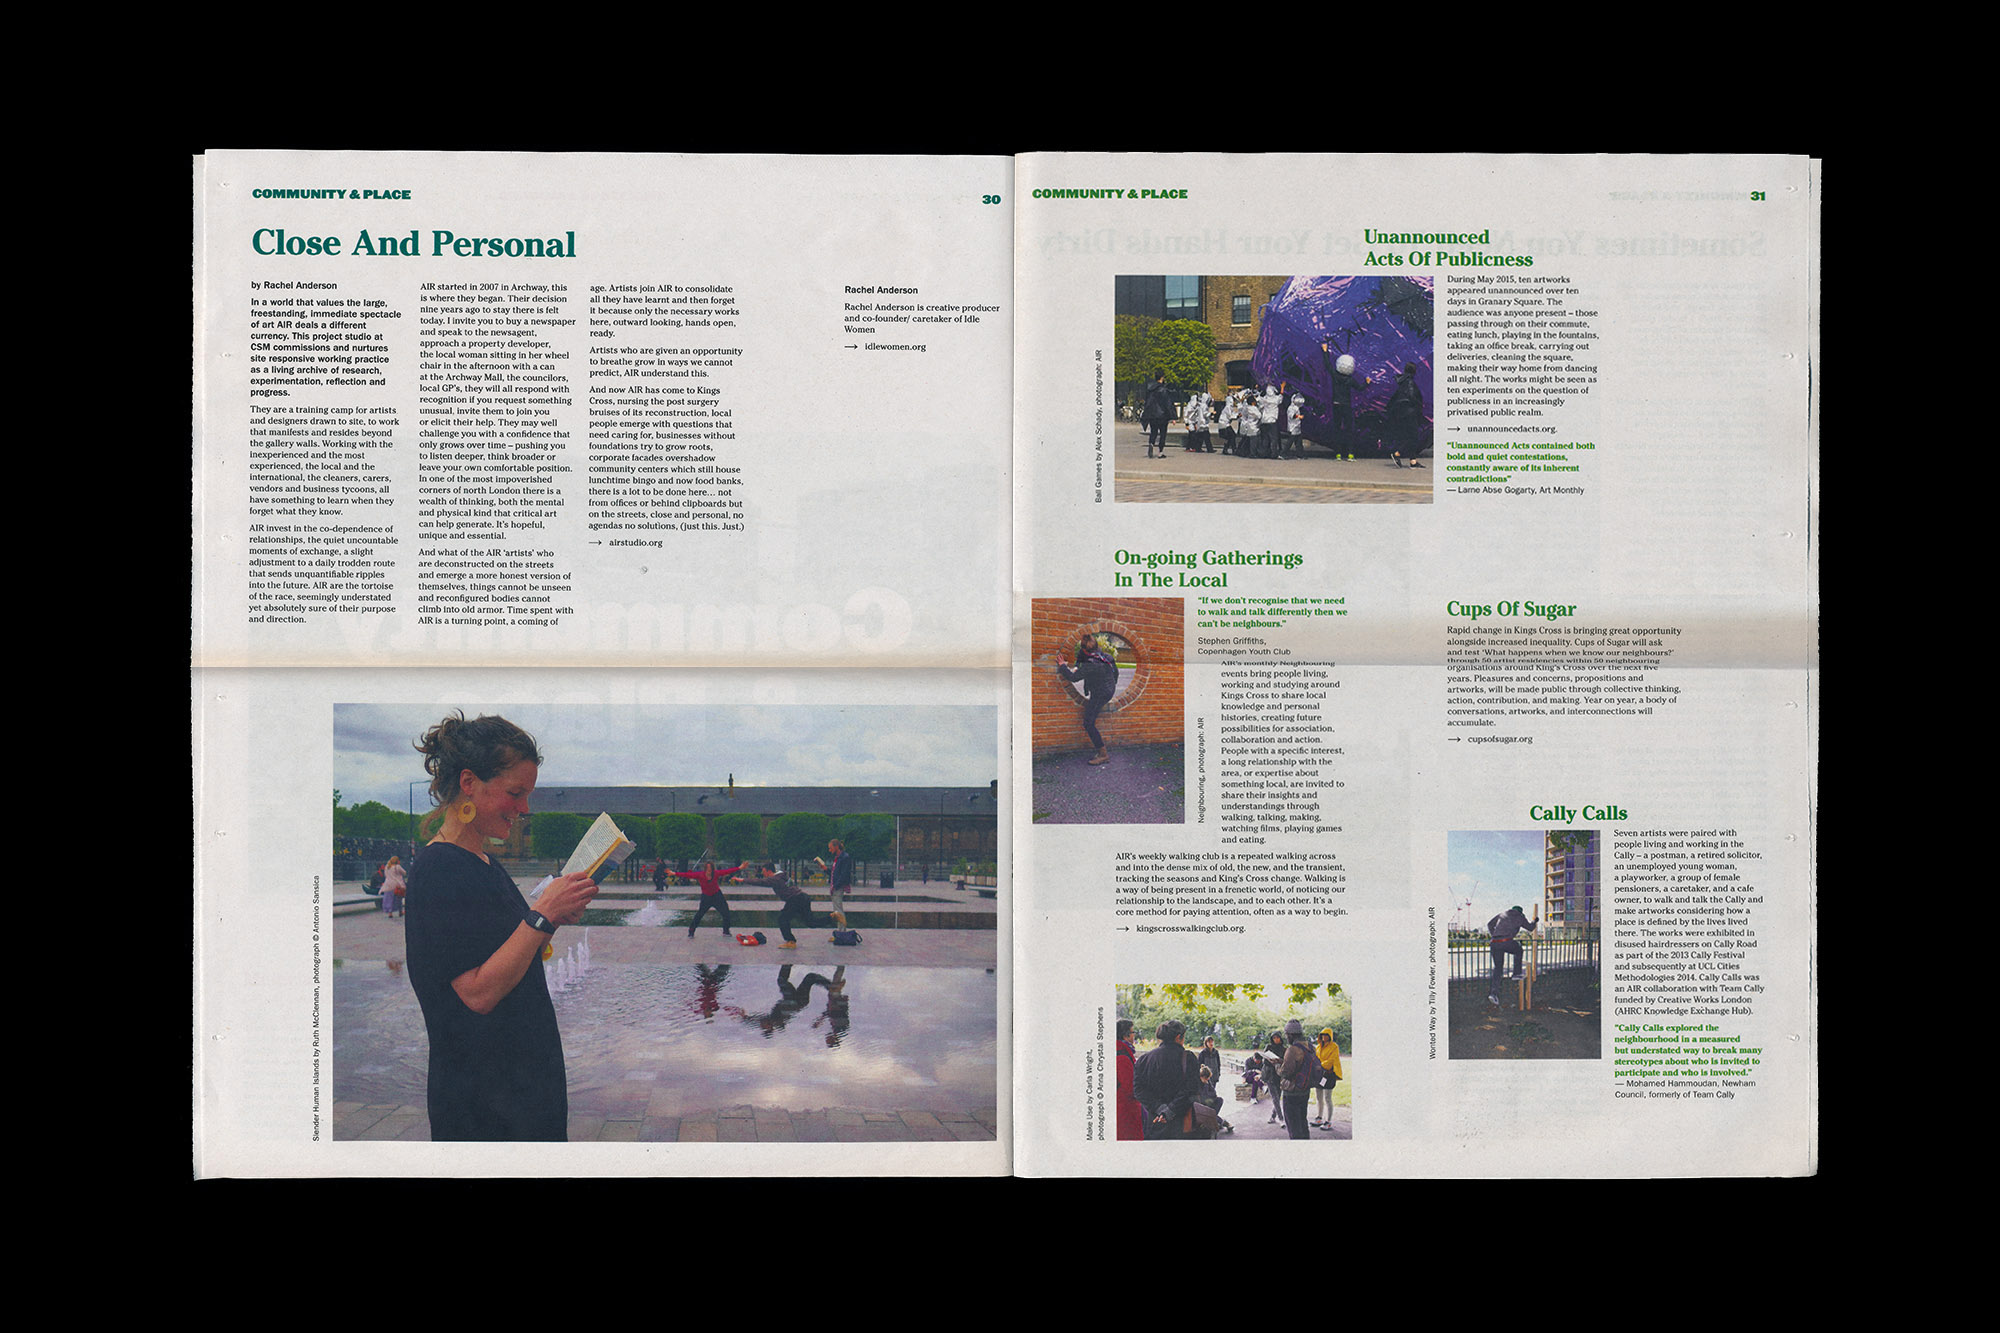 COMMUNITY & PLACE
30
Close And Personal
by Rachel Anderson
In a world that values the large,
freestanding, immediate spectacle
of art AIR deals a different
currency. This project studio at
CSM commissions and nurtures
site responsive working practice
as a living archive of research,
experimentation, reflection and
progress.
They are a training camp for artists
and designers drawn to site, to work
that manifests and resides beyond
the gallery walls. Working with the
inexperienced and the most
experienced, the local and the
international, the cleaners, carers,
vendors and business tycoons, all
have something to learn when they
forget what they know.
AIR invest in the co-dependence of
relationships, the quiet uncountable
moments of exchange, a slight
adjustment to a daily trodden route
that sends unquantifiable ripples
into the future. AIR are the tortoise
of the race, seemingly understated
yet absolutely sure of their purpose
and direction.
AIR started in 2007 in Archway, this
is where they began. Their decision
nine years ago to stay there is felt
today. I invite you to buy a newspaper
and speak to the newsagent,
approach a property developer,
the local woman sitting in her wheel
chair in the afternoon with a can
at the Archway Mall, the councilors,
local GP's, they will all respond with
recognition if you request something
unusual, invite them to join you
or elicit their help. They may well
challenge you with a confidence that
only grows over time – pushing you
to listen deeper, think broader or
leave your own comfortable position.
In one of the most impoverished
corners of north London there is a
wealth of thinking, both the mental
and physical kind that critical art
can help generate. It's hopeful,
unique and essential.
And what of the AIR 'artists' who
are deconstructed on the streets
and emerge a more honest version of
themselves, things cannot be unseen
and reconfigured bodies cannot
climb into old armor. Time spent with
AIR is a turning point, a coming of
age. Artists join AIR to consolidate
all they have learnt and then forget
it because only the necessary works
here, outward looking, hands open,
ready.
Artists who are given an opportunity
to breathe grow in ways we cannot
predict, AIR understand this.
And now AIR has come to Kings
Cross, nursing the post surgery
bruises of its reconstruction, local
people emerge with questions that
need caring for, businesses without
foundations try to grow roots,
corporate facades overshadow
community centers which still house
lunchtime bingo and now food banks,
there is a lot to be done here... not
from offices or behind clipboards but
on the streets, close and personal, no
agendas no solutions, (just this. Just.)
→ airstudio.org
Rachel Anderson
Rachel Anderson is creative producer
and co-founder/ caretaker of Idle
Women
→ idlewomen.org
Slender Human Islands by Ruth McClennan, photograph © Antonio Sansica
COMMUNITY & PLACE
31
Unannounced
Acts Of Publicness
Ball Games by Alex Schady, photograph: AIR
During May 2015, ten artworks
appeared unannounced over ten
days in Granary Square. The
audience was anyone present – those
passing through on their commute,
eating lunch, playing in the fountains,
taking an office break, carrying out
deliveries, cleaning the square,
making their way home from dancing
all night. The works might be seen as
ten experiments on the question of
publicness in an increasingly
privatised public realm.
→ unannouncedacts.org.
"Unannounced Acts contained both
bold and quiet contestations,
constantly aware of its inherent
contradictions"
— Larne Abse Gogarty, Art Monthly
On-going Gatherings
In The Local
"If we don't recognise that we need
to walk and talk differently then we
can't be neighbours."
Stephen Griffiths,
Copenhagen Youth Club
Neighbouring, photograph: AIR
AIR's monthly Neighbouring
events bring people living,
working and studying around
Kings Cross to share local
knowledge and personal
histories, creating future
possibilities for association,
collaboration and action.
People with a specific interest,
a long relationship with the
area, or expertise about
something local, are invited to
share their insights and
understandings through
walking, talking, making,
watching films, playing games
and eating.
AIR's weekly walking club is a repeated walking across
and into the dense mix of old, the new, and the transient,
tracking the seasons and King's Cross change. Walking is
a way of being present in a frenetic world, of noticing our
relationship to the landscape, and to each other. It's a
core method for paying attention, often as a way to begin.
→ kingscrosswalkingclub.org.
Make Use by Carla Wright,
photograph © Anna Chrystal Stephens
Cups Of Sugar
Rapid change in Kings Cross is bringing great opportunity
alongside increased inequality. Cups of Sugar will ask
and test 'What happens when we know our neighbours?'
through 50 artist residencies within 50 neighbouring
organisations around King's Cross over the next five
years. Pleasures and concerns, propositions and
artworks, will be made public through collective thinking,
action, contribution, and making. Year on year, a body of
conversations, artworks, and interconnections will
accumulate.
→ cupsofsugar.org
Cally Calls
Wonted Way by Tilly Fowler, photograph: AIR
Seven artists were paired with
people living and working in the
Cally – a postman, a retired solicitor,
an unemployed young woman,
a playworker, a group of female
pensioners, a caretaker, and a cafe
owner, to walk and talk the Cally and
make artworks considering how a
place is defined by the lives lived
there. The works were exhibited in
disused hairdressers on Cally Road
as part of the 2013 Cally Festival
and subsequently at UCL Cities
Methodologies 2014. Cally Calls was
an AIR collaboration with Team Cally
funded by Creative Works London
(AHRC Knowledge Exchange Hub).
"Cally Calls explored the
neighbourhood in a measured
but understated way to break many
stereotypes about who is invited to
participate and who is involved."
— Mohamed Hammoudan, Newham
Council, formerly of Team Cally